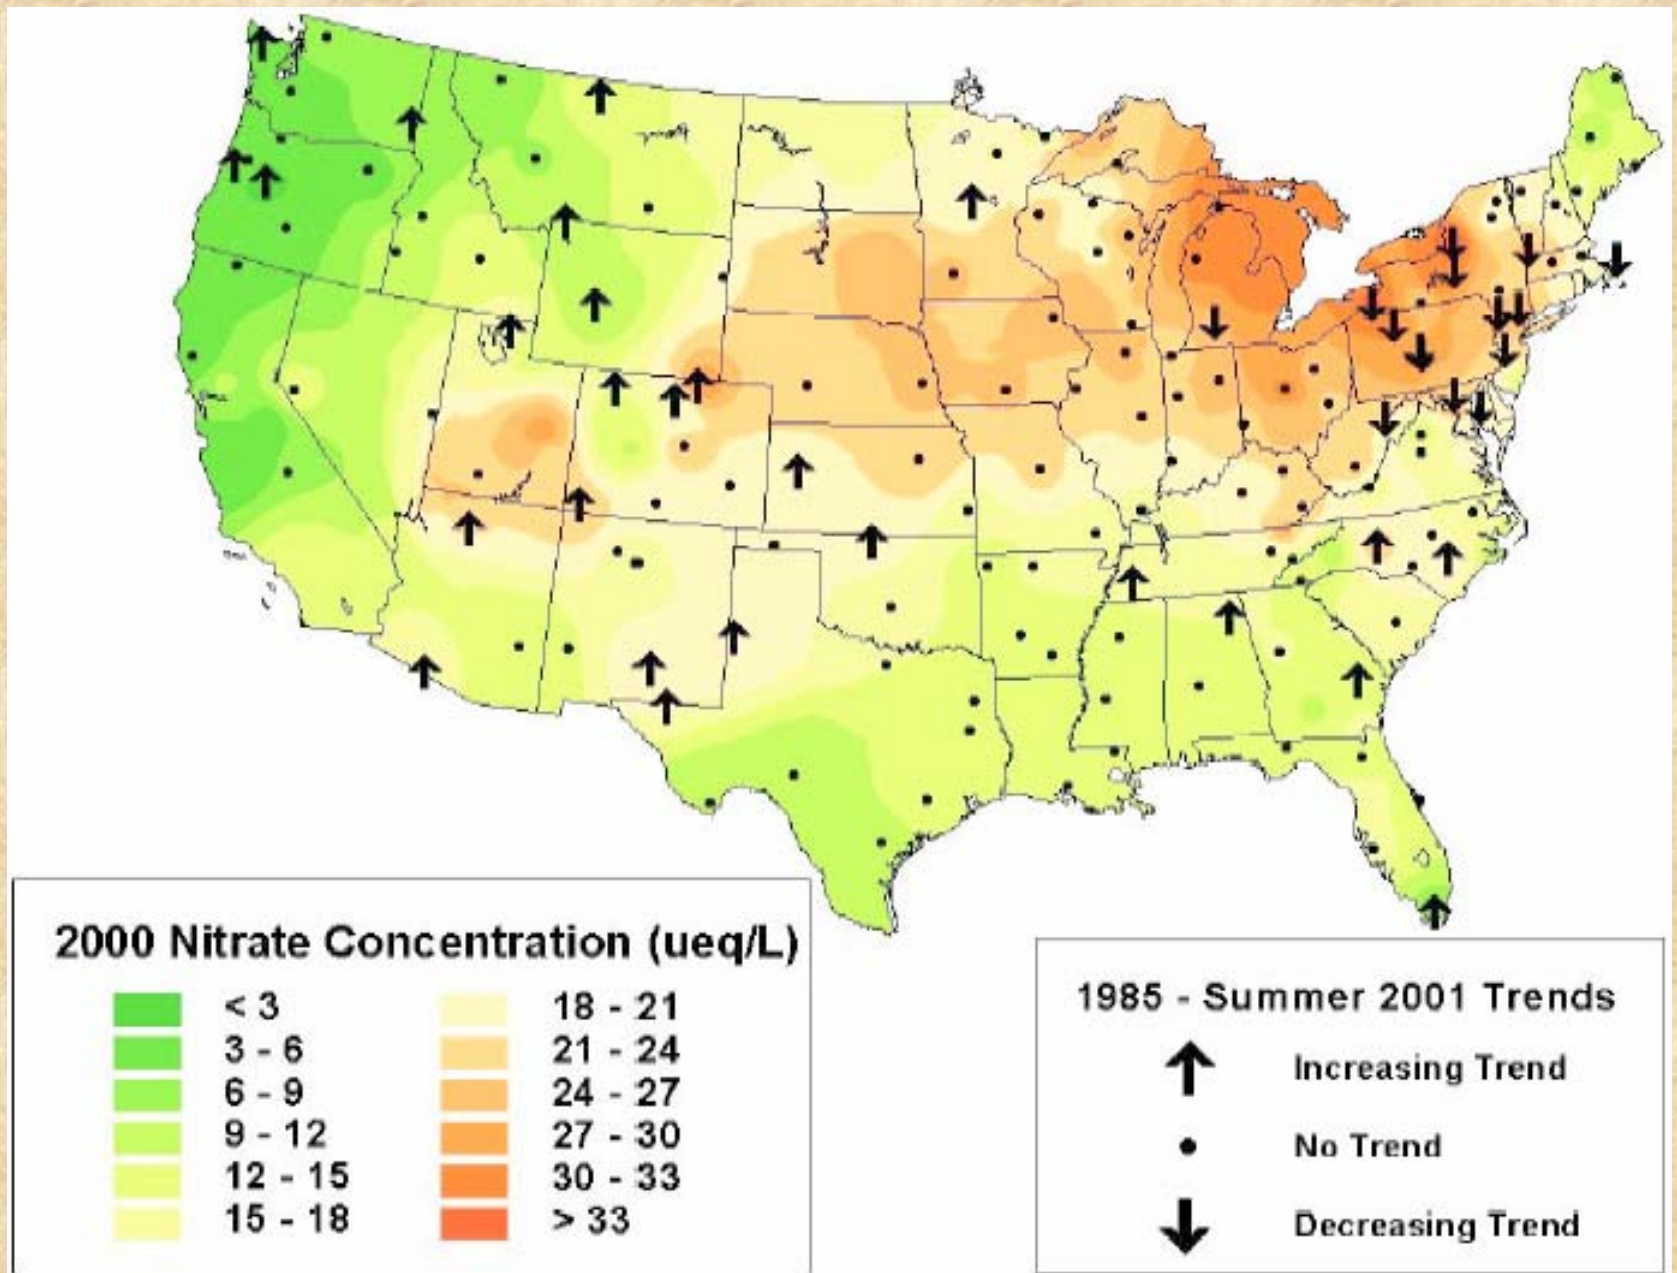 2000 Nitrate Concentration (ueq/L)
< 3
3 - 6
6 - 9
9 - 12
12 - 15
15 - 18
18 - 21
21 - 24
24 - 27
27 - 30
30 - 33
> 33
1985 - Summer 2001 Trends
Increasing Trend
No Trend
Decreasing Trend